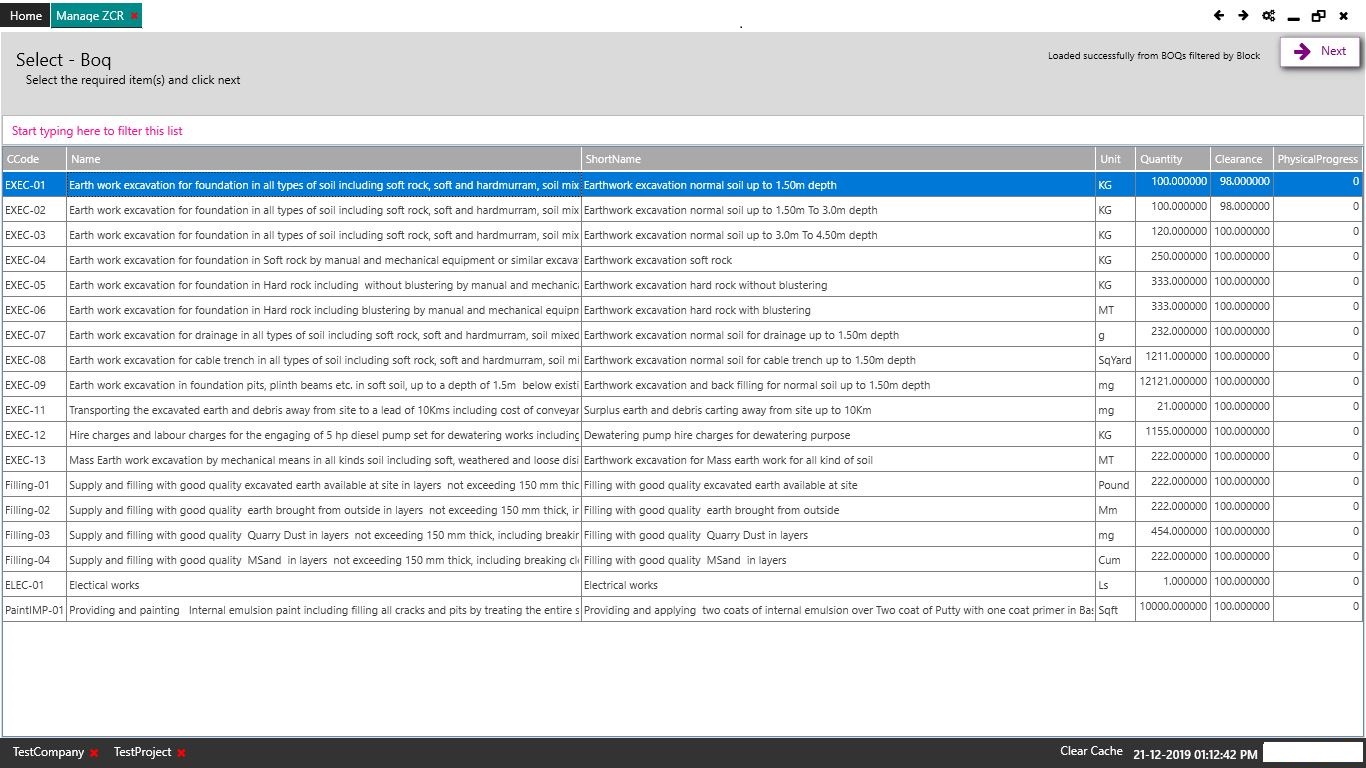 Home Manage ZCR
Select - Boq
Select the required item(s) and click next
Loaded successfully from BOQs filtered by Block
Next
Start typing here to filter this list
CCode Name ShortName Unit Quantity Clearance PhysicalProgress
EXEC-01 Earth work excavation for foundation in all types of soil including soft rock, soft and hardmurram, soil mix Earthwork excavation normal soil up to 1.50m depth KG 100.000000 98.000000 0
EXEC-02 Earth work excavation for foundation in all types of soil including soft rock, soft and hardmurram, soil mix Earthwork excavation normal soil up to 1.50m To 3.0m depth KG 100.000000 98.000000 0
EXEC-03 Earth work excavation for foundation in all types of soil including soft rock, soft and hardmurram, soil mix Earthwork excavation normal soil up to 3.0m To 4.50m depth KG 120.000000 100.000000 0
EXEC-04 Earth work excavation for foundation in Soft rock by manual and mechanical equipment or similar excava Earthwork excavation soft rock KG 250.000000 100.000000 0
EXEC-05 Earth work excavation for foundation in Hard rock including  without blustering by manual and mechanica Earthwork excavation hard rock without blustering KG 333.000000 100.000000 0
EXEC-06 Earth work excavation for foundation in Hard rock including blustering by manual and mechanical equipm Earthwork excavation hard rock with blustering MT 333.000000 100.000000 0
EXEC-07 Earth work excavation for drainage in all types of soil including soft rock, soft and hardmurram, soil mixed Earthwork excavation normal soil for drainage up to 1.50m depth g 232.000000 100.000000 0
EXEC-08 Earth work excavation for cable trench in all types of soil including soft rock, soft and hardmurram, soil mi Earthwork excavation normal soil for cable trench up to 1.50m depth SqYard 1211.000000 100.000000 0
EXEC-09 Earth work excavation in foundation pits, plinth beams etc. in soft soil, up to a depth of 1.5m  below existi Earthwork excavation and back filling for normal soil up to 1.50m depth mg 12121.000000 100.000000 0
EXEC-11 Transporting the excavated earth and debris away from site to a lead of 10Kms including cost of conveyar Surplus earth and debris carting away from site up to 10Km mg 21.000000 100.000000 0
EXEC-12 Hire charges and labour charges for the engaging of 5 hp diesel pump set for dewatering works including Dewatering pump hire charges for dewatering purpose KG 1155.000000 100.000000 0
EXEC-13 Mass Earth work excavation by mechanical means in all kinds soil including soft, weathered and loose disi Earthwork excavation for Mass earth work for all kind of soil MT 222.000000 100.000000 0
Filling-01 Supply and filling with good quality excavated earth available at site in layers  not exceeding 150 mm thic Filling with good quality excavated earth available at site Pound 222.000000 100.000000 0
Filling-02 Supply and filling with good quality  earth brought from outside in layers  not exceeding 150 mm thick, ir Filling with good quality  earth brought from outside Mm 222.000000 100.000000 0
Filling-03 Supply and filling with good quality  Quarry Dust in layers  not exceeding 150 mm thick, including breakin Filling with good quality  Quarry Dust in layers mg 454.000000 100.000000 0
Filling-04 Supply and filling with good quality  MSand  in layers  not exceeding 150 mm thick, including breaking cl Filling with good quality  MSand  in layers Cum 222.000000 100.000000 0
ELEC-01 Electical works Electrical works Ls 1.000000 100.000000 0
PaintIMP-01 Providing and painting   Internal emulsion paint including filling all cracks and pits by treating the entire s Providing and applying  two coats of internal emulsion over Two coat of Putty with one coat primer in Bas Sqft 10000.000000 100.000000 0
TestCompany TestProject Clear Cache 21-12-2019 01:12:42 PM